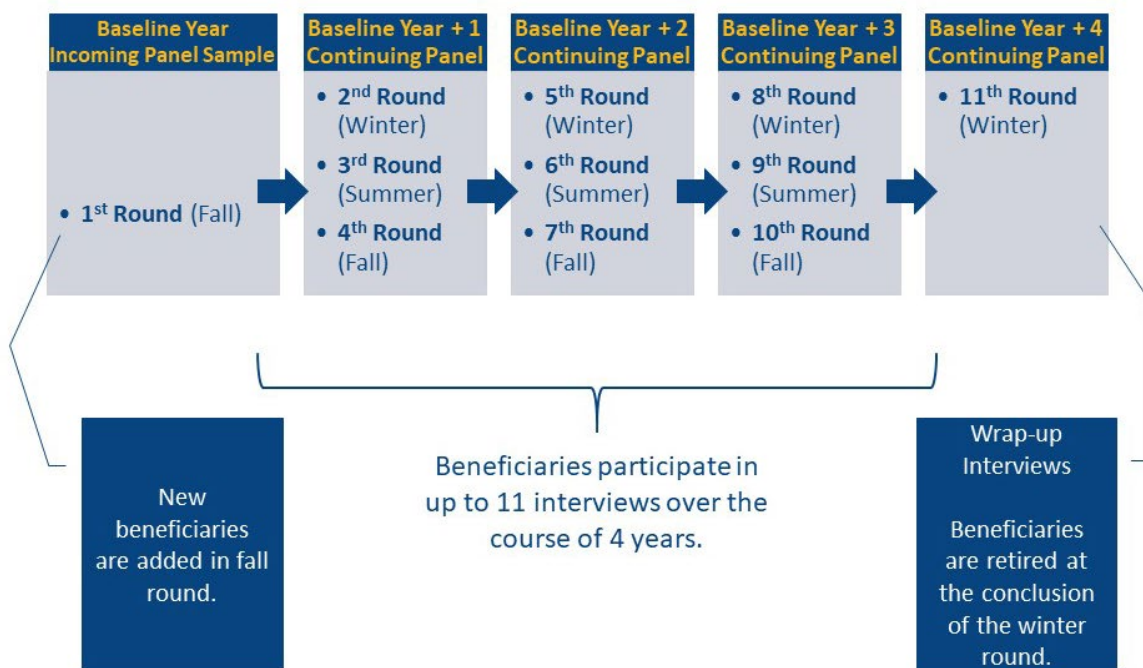 Baseline Year
Incoming Panel Sample
• 1st Round (Fall)
Baseline Year + 1
Continuing Panel
• 2nd Round
(Winter)
• 3rd Round
(Summer)
• 4th Round
(Fall)
Baseline Year + 2
Continuing Panel
• 5th Round
(Winter)
• 6th Round
(Summer)
• 7th Round
(Fall)
Baseline Year + 3
Continuing Panel
• 8th Round
(Winter)
• 9th Round
(Summer)
• 10th Round
(Fall)
Baseline Year + 4
Continuing Panel
• 11th Round
(Winter)
New
beneficiaries
are added in fall
round.
Beneficiaries participate in
up to 11 interviews over the
course of 4 years.
Wrap-up
Interviews
Beneficiaries
are retired at
the conclusion
of the winter
round.